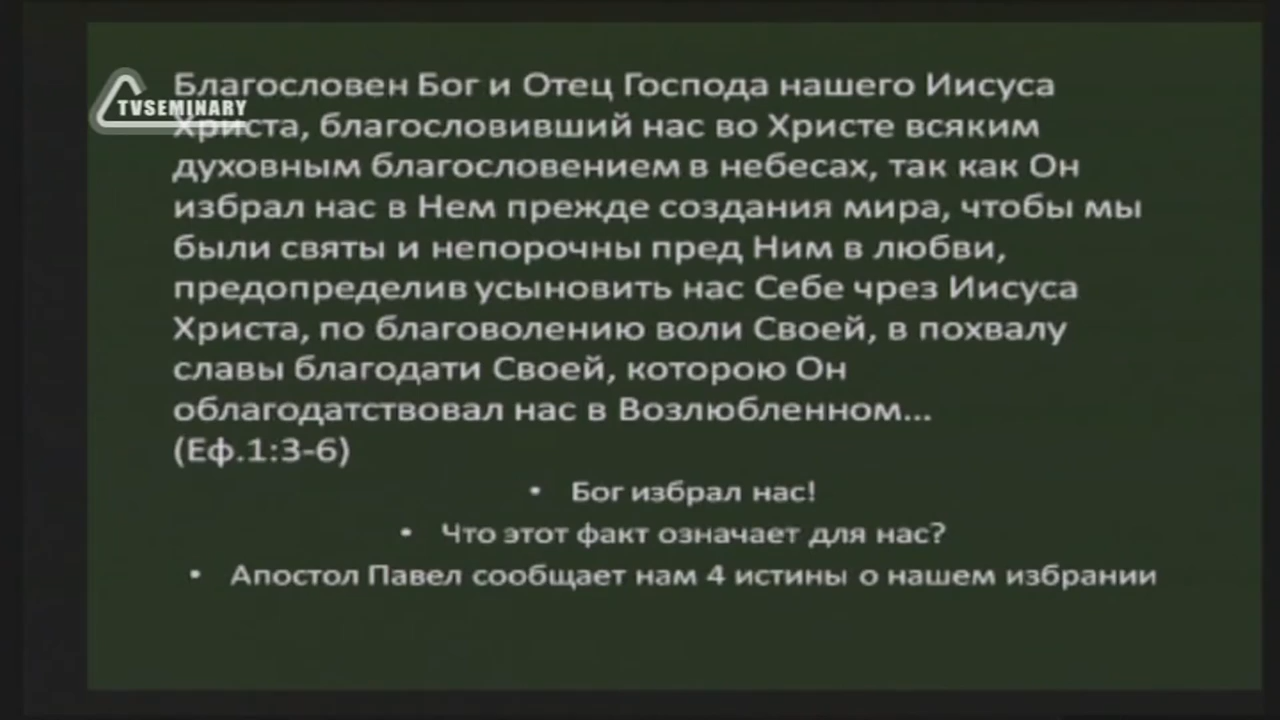 TVSEMINARY
Благословен Бог и Отец Господа нашего Иисуса
Христа, благословивший нас во Христе всяким
духовным благословением в небесах, так как Он
избрал нас в Нем прежде создания мира, чтобы мы
были святы и непорочны пред Ним в любви,
предопределив усыновить нас Себе чрез Иисуса
Христа, по благоволению воли Своей, в похвалу
славы благодати Своей, которою Он
облагодатствовал нас в Возлюбленном...
(Еф.1:3-6)
• Бог избрал нас!
• Что этот факт означает для нас?
• Апостол Павел сообщает нам 4 истины о нашем избрании